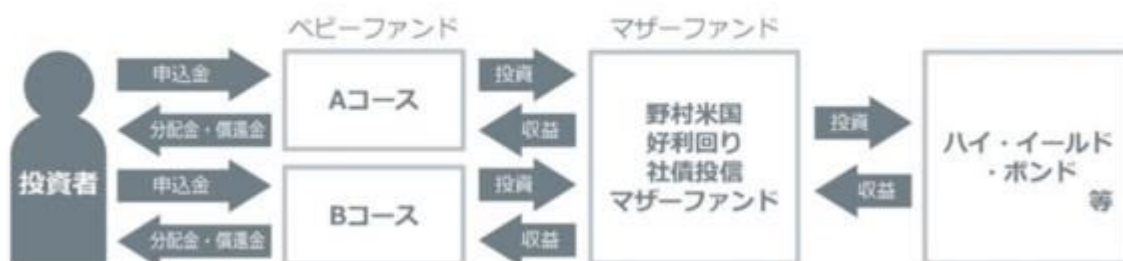 ベビーファンド
マザーファンド
投資者
申込金
分配金・償還金
申込金
分配金・償還金
Aコース
Bコース
投資
収益
投資
収益
野村米国
好利回り
社債投信
マザーファンド
投資
収益
ハイ・イールド
・ボンド
等